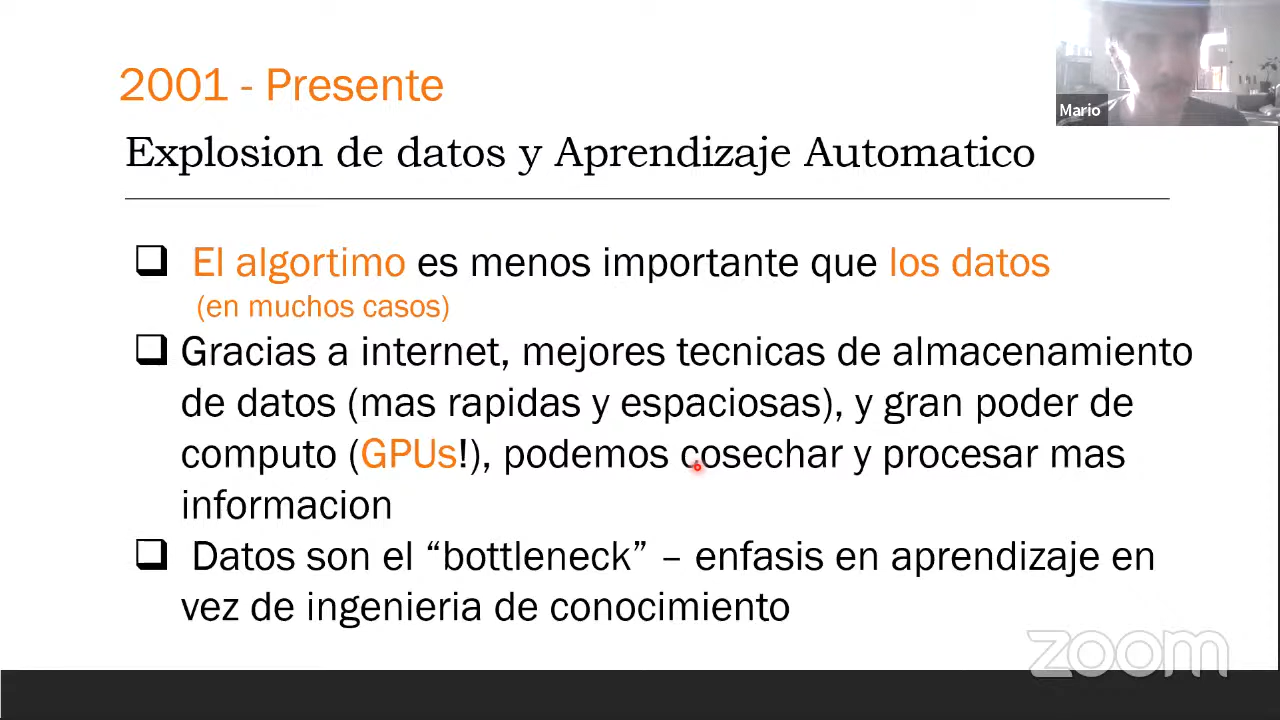 2001 - Presente
Mario
Explosion de datos y Aprendizaje Automatico
❑ El algortimo es menos importante que los datos
(en muchos casos)
❑ Gracias a internet, mejores tecnicas de almacenamiento
de datos (mas rapidas y espaciosas), y gran poder de
computo (GPUs!), podemos cosechar y procesar mas
informacion
❑ Datos son el “bottleneck” – enfasis en aprendizaje en
vez de ingenieria de conocimiento
zoom